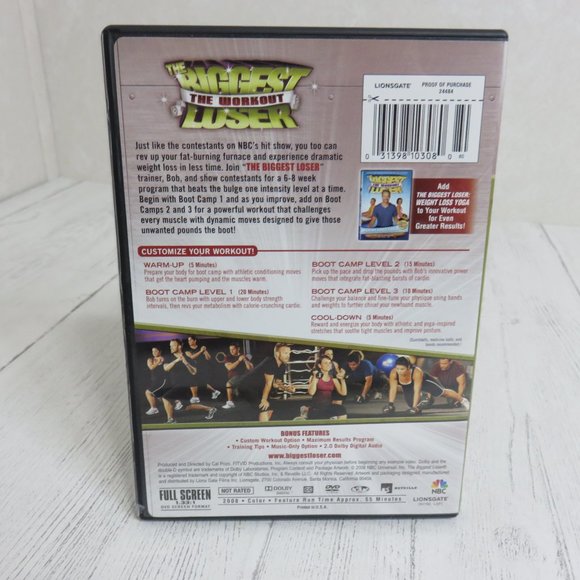 THE
BIGGEST
THE WORKOUT
LOSER
LIONSGATE
PROOF OF PURCHASE
24484
0 31398 10308 0
Just like the contestants on NBC's hit show, you too can
rev up your fat-burning furnace and experience dramatic
weight loss in less time. Join "THE BIGGEST LOSER"
trainer, Bob, and show contestants for a 6-8 week
program that beats the bulge one intensity level at a time.
Begin with Boot Camp 1 and as you improve, add on Boot
Camps 2 and 3 for a powerful workout that challenges
every muscle with dynamic moves designed to give those
unwanted pounds the boot!
Add
THE BIGGEST LOSER:
WEIGHT LOSS YOGA
to Your Workout
for Even
Greater Results!
CUSTOMIZE YOUR WORKOUT!
WARM-UP (5 Minutes)
Prepare your body for boot camp with athletic conditioning moves
that get the heart pumping and the muscles warm.
BOOT CAMP LEVEL 1 (20 Minutes)
Bob turns on the burn with upper and lower body strength
intervals, then revs your metabolism with calorie-crunching cardio.
BOOT CAMP LEVEL 2 (15 Minutes)
Pick up the pace and drop the pounds with Bob's innovative power
moves that integrate fat-blasting bursts of cardio.
BOOT CAMP LEVEL 3 (10 Minutes)
Challenge your balance and fine-tune your physique using bands
and weights to further chisel your newfound muscle.
COOL-DOWN (5 Minutes)
Reward and energize your body with athletic and yoga-inspired
stretches that soothe tight muscles and improve posture.
BONUS FEATURES
• Custom Workout Option • Maximum Results Program
• Training Tips • Music-Only Option • 2.0 Dolby Digital Audio
www.biggestloser.com
FULL SCREEN
1.33:1
DVD SCREEN FORMAT
NOT RATED
DOLBY
DIGITAL
DVD
REVEILLE
NBC
2008 • Color • Feature Run Time Approx. 55 Minutes
Printed in U.S.A.
LIONSGATE